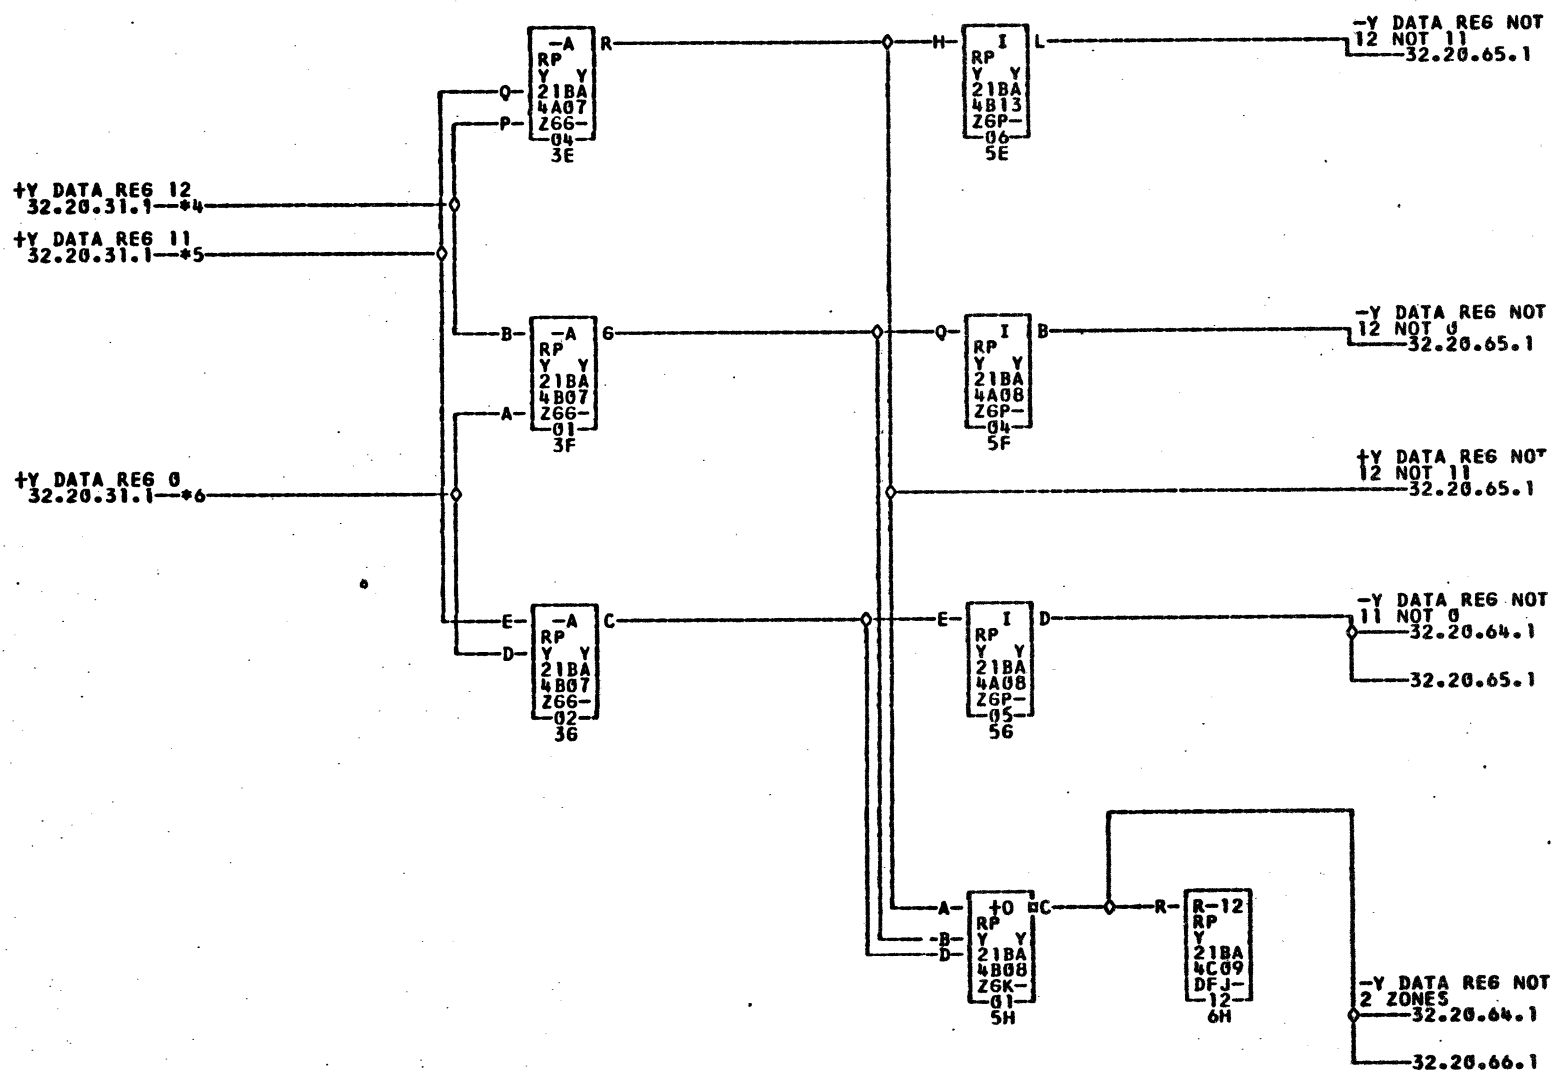 -A
R
RP
Y Y
Q
21BA
4A07
P
Z66-
04
3E
H
I
L
RP
Y Y
21BA
4B13
Z6P-
06
5E
-Y DATA REG NOT
12 NOT 11
32.20.65.1
+Y DATA REG 12
32.20.31.1--*4
+Y DATA REG 11
32.20.31.1--*5
B
-A
G
RP
Y Y
21BA
4B07
A
Z66-
01
3F
Q
I
B
RP
Y Y
21BA
4A08
Z6P-
04
5F
-Y DATA REG NOT
12 NOT 0
32.20.65.1
+Y DATA REG NOT
12 NOT 11
32.20.65.1
+Y DATA REG 0
32.20.31.1--*6
E
-A
C
RP
D
Y Y
21BA
4B07
Z66-
02
3G
E
I
D
RP
Y Y
21BA
4A08
Z6P-
05
5G
-Y DATA REG NOT
11 NOT 0
32.20.64.1
32.20.65.1
A
+O
C
RP
B
Y Y
D
21BA
4B08
Z6K-
01
5H
R
R-12
RP
Y
21BA
4C09
DFJ-
12
6H
-Y DATA REG NOT
2 ZONES
32.20.64.1
32.20.66.1